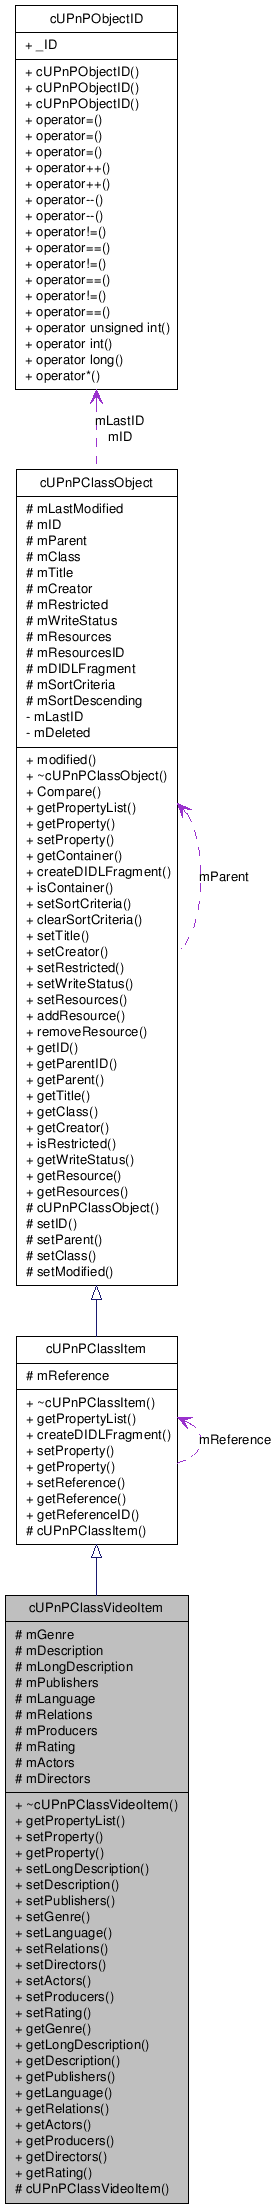 cUPnPObjectID
+ _ID
+ cUPnPObjectID()
+ cUPnPObjectID()
+ cUPnPObjectID()
+ operator=()
+ operator=()
+ operator=()
+ operator++()
+ operator++()
+ operator--()
+ operator--()
+ operator!=()
+ operator==()
+ operator!=()
+ operator==()
+ operator!=()
+ operator==()
+ operator unsigned int()
+ operator int()
+ operator long()
+ operator*()
mLastID
mID
cUPnPClassObject
# mLastModified
# mID
# mParent
# mClass
# mTitle
# mCreator
# mRestricted
# mWriteStatus
# mResources
# mResourcesID
# mDIDLFragment
# mSortCriteria
# mSortDescending
- mLastID
- mDeleted
+ modified()
+ ~cUPnPClassObject()
+ Compare()
+ getPropertyList()
+ getProperty()
+ setProperty()
+ getContainer()
+ createDIDLFragment()
+ isContainer()
+ setSortCriteria()
+ clearSortCriteria()
+ setTitle()
+ setCreator()
+ setRestricted()
+ setWriteStatus()
+ setResources()
+ addResource()
+ removeResource()
+ getID()
+ getParentID()
+ getParent()
+ getTitle()
+ getClass()
+ getCreator()
+ isRestricted()
+ getWriteStatus()
+ getResource()
+ getResources()
# cUPnPClassObject()
# setID()
# setParent()
# setClass()
# setModified()
mParent
cUPnPClassItem
# mReference
+ ~cUPnPClassItem()
+ getPropertyList()
+ createDIDLFragment()
+ setProperty()
+ getProperty()
+ setReference()
+ getReference()
+ getReferenceID()
# cUPnPClassItem()
mReference
cUPnPClassVideoItem
# mGenre
# mDescription
# mLongDescription
# mPublishers
# mLanguage
# mRelations
# mProducers
# mRating
# mActors
# mDirectors
+ ~cUPnPClassVideoItem()
+ getPropertyList()
+ setProperty()
+ getProperty()
+ setLongDescription()
+ setDescription()
+ setPublishers()
+ setGenre()
+ setLanguage()
+ setRelations()
+ setDirectors()
+ setActors()
+ setProducers()
+ setRating()
+ getGenre()
+ getLongDescription()
+ getDescription()
+ getPublishers()
+ getLanguage()
+ getRelations()
+ getActors()
+ getProducers()
+ getDirectors()
+ getRating()
# cUPnPClassVideoItem()